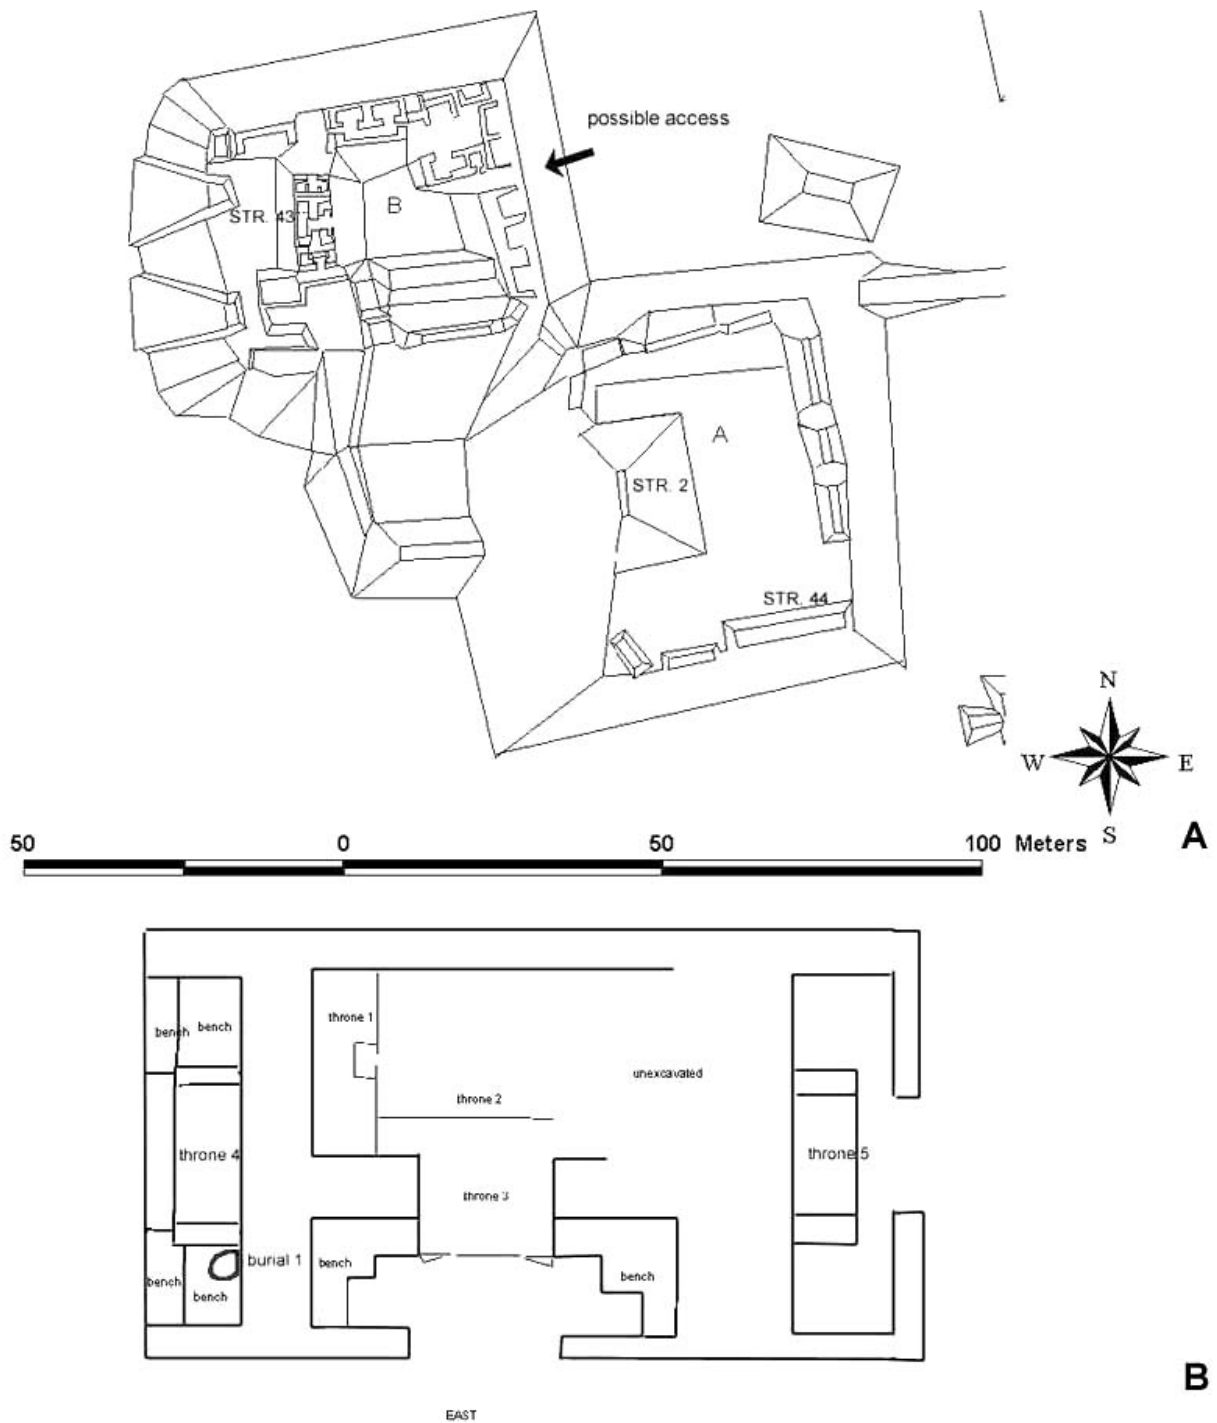 possible access
STR. 43
B
A
STR. 2
STR. 44
N
W
E
S
A
50
0
50
100 Meters
bench
bench
throne 1
unexcavated
throne 2
throne 4
throne 5
throne 3
burial 1
bench
bench
bench
bench
B
EAST